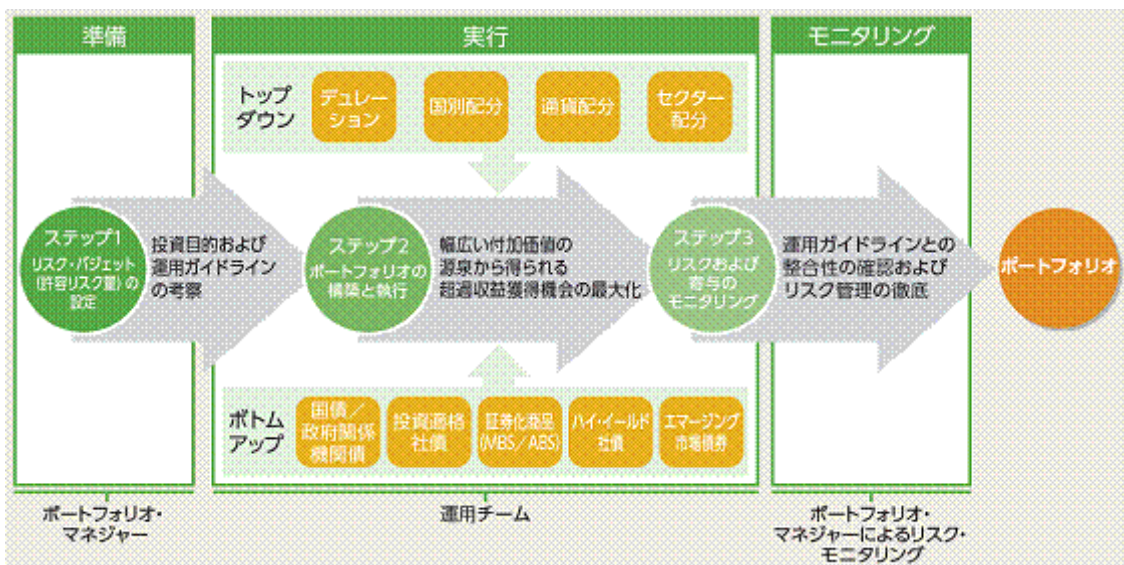 準備
実行
モニタリング
トップ
ダウン
デュレー
ション
国別配分
通貨配分
セクター
配分
ステップ1
リスク・バジェット
(許容リスク量)の
設定
投資目的および
運用ガイドライン
の考察
ステップ2
ポートフォリオの
構築と執行
幅広い付加価値の
源泉から得られる
超過収益獲得機会の最大化
ステップ3
リスクおよび
寄与の
モニタリング
運用ガイドラインとの
整合性の確認および
リスク管理の徹底
ポートフォリオ
ボトム
アップ
国債／
政府関係
機関債
投資適格
社債
証券化商品
(MBS／ABS)
ハイ・イールド
社債
エマージング
市場債券
ポートフォリオ・
マネジャー
運用チーム
ポートフォリオ・
マネジャーによるリスク・
モニタリング